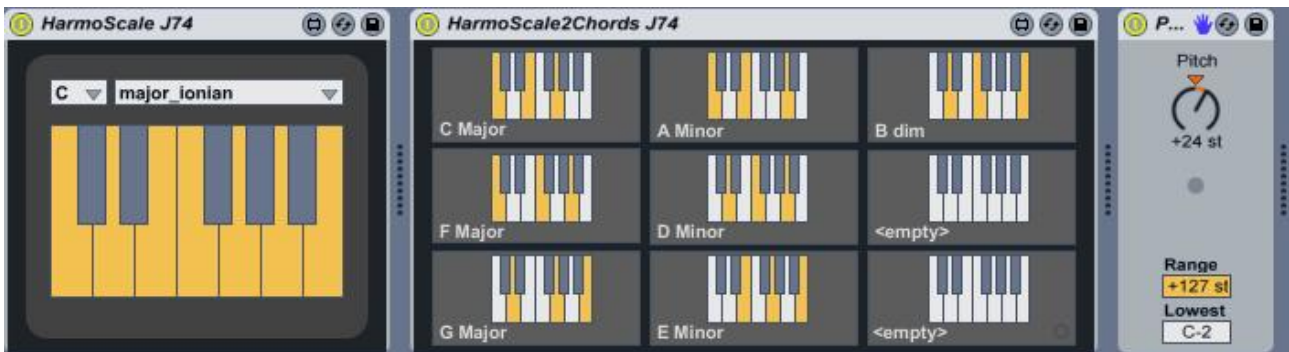 HarmoScale J74
C major_ionian
HarmoScale2Chords J74
C Major A Minor B dim
F Major D Minor <empty>
G Major E Minor <empty>
P...
Pitch
+24 st
Range
+127 st
Lowest
C-2